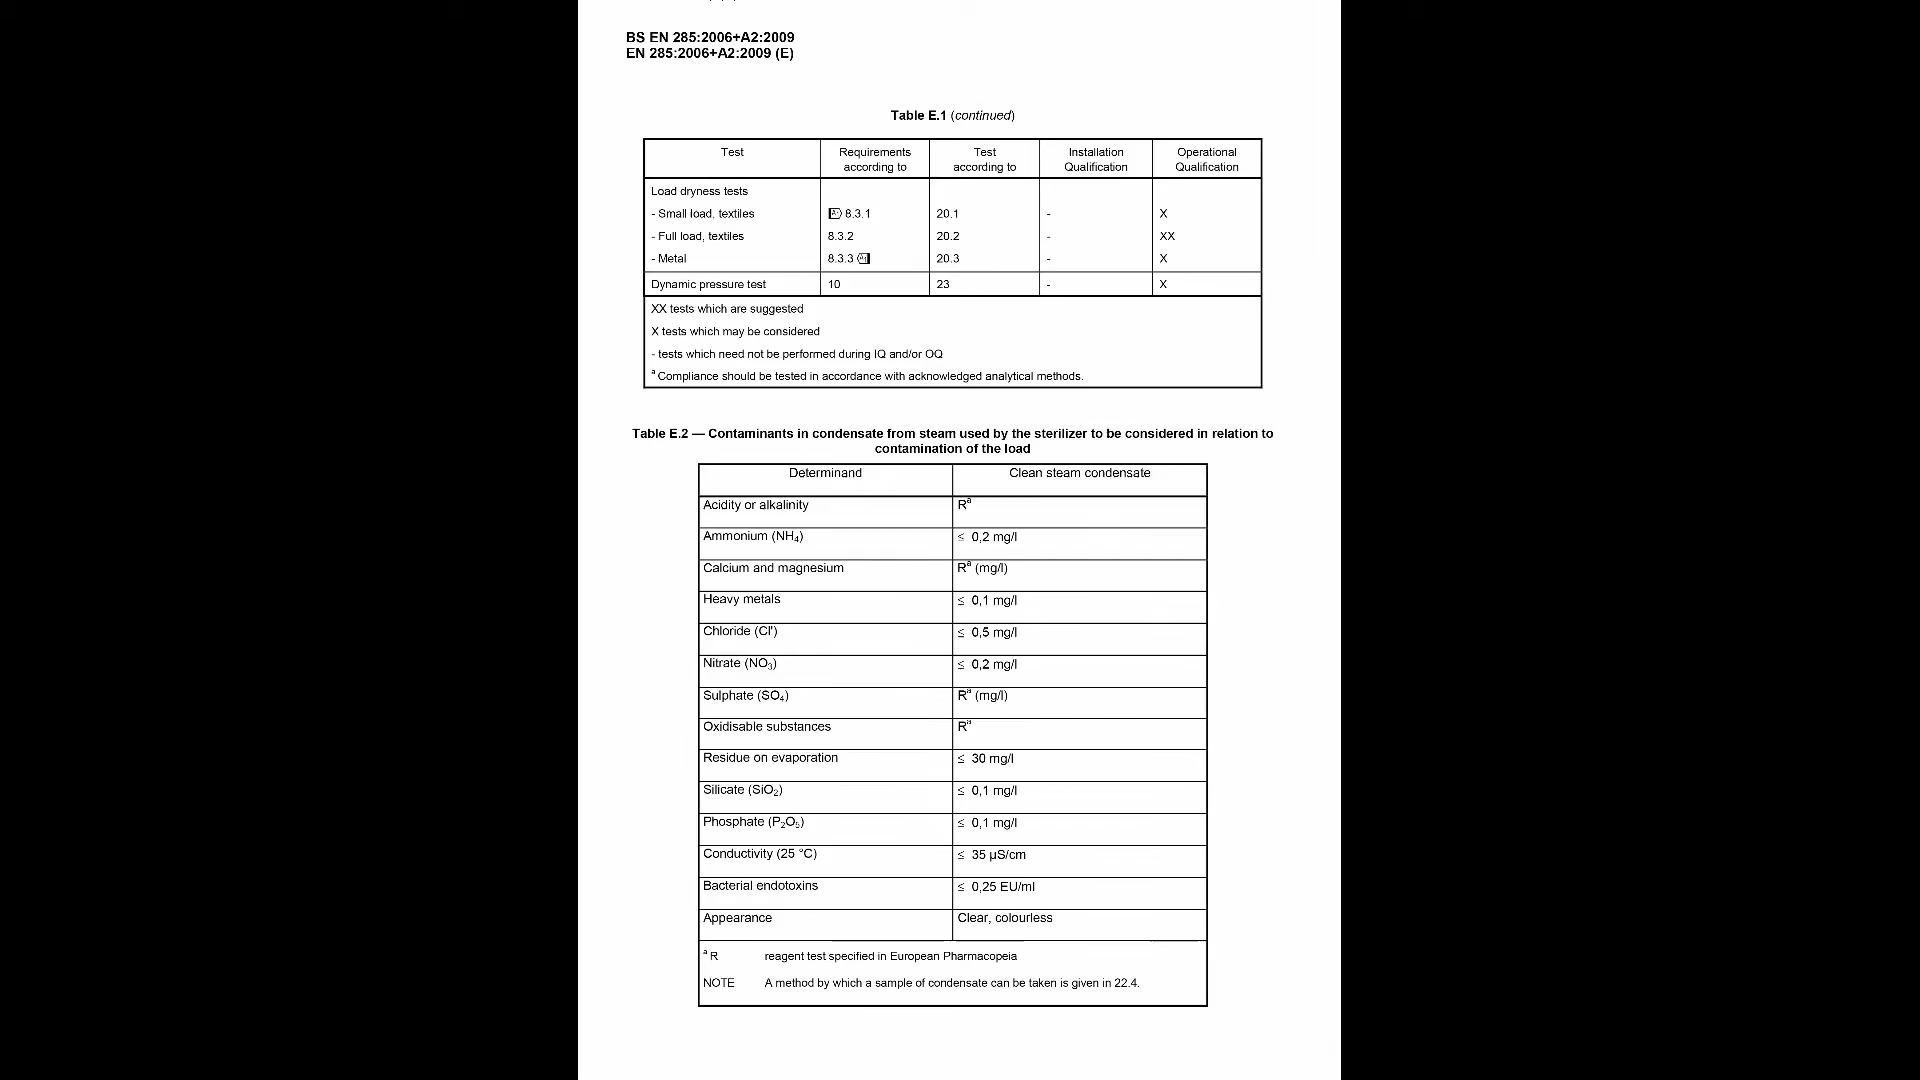 BS EN 285:2006+A2:2009
EN 285:2006+A2:2009 (E)
Table E.1 (continued)
Test Requirements according to Test according to Installation Qualification Operational Qualification
Load dryness tests
- Small load, textiles A1 8.3.1 20.1 - X
- Full load, textiles 8.3.2 20.2 - XX
- Metal 8.3.3 A1 20.3 - X
Dynamic pressure test 10 23 - X
XX tests which are suggested
X tests which may be considered
- tests which need not be performed during IQ and/or OQ
a Compliance should be tested in accordance with acknowledged analytical methods.
Table E.2 — Contaminants in condensate from steam used by the sterilizer to be considered in relation to
contamination of the load
Determinand Clean steam condensate
Acidity or alkalinity Rª
Ammonium (NH₄) ≤ 0,2 mg/l
Calcium and magnesium Rª (mg/l)
Heavy metals ≤ 0,1 mg/l
Chloride (Cl') ≤ 0,5 mg/l
Nitrate (NO₃) ≤ 0,2 mg/l
Sulphate (SO₄) Rª (mg/l)
Oxidisable substances Rª
Residue on evaporation ≤ 30 mg/l
Silicate (SiO₂) ≤ 0,1 mg/l
Phosphate (P₂O₅) ≤ 0,1 mg/l
Conductivity (25 °C) ≤ 35 µS/cm
Bacterial endotoxins ≤ 0,25 EU/ml
Appearance Clear, colourless
a R reagent test specified in European Pharmacopeia
NOTE A method by which a sample of condensate can be taken is given in 22.4.